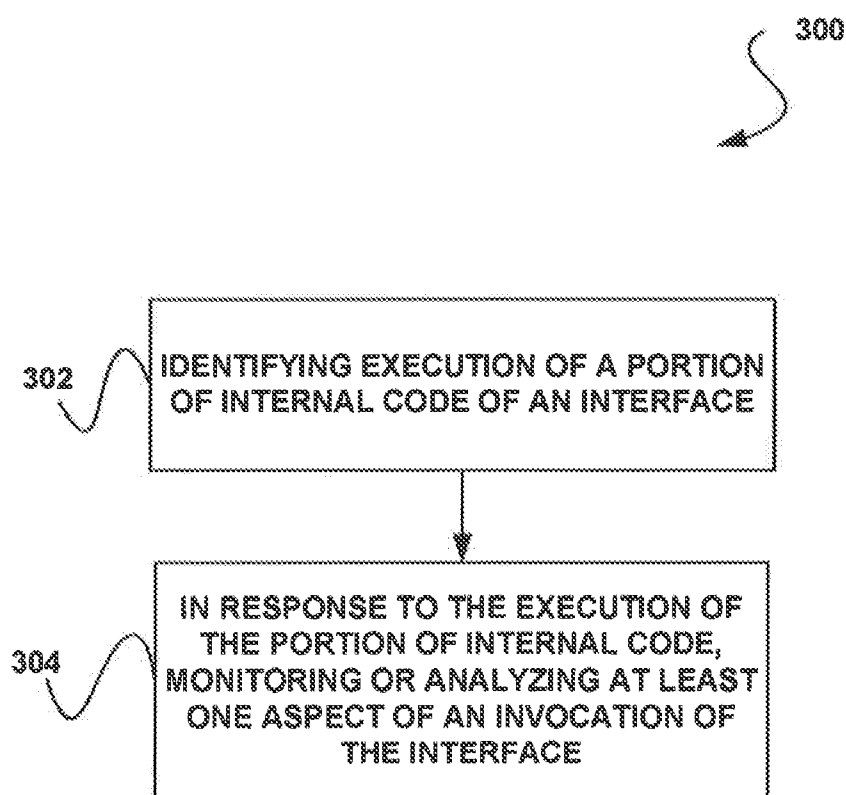 300
302
IDENTIFYING EXECUTION OF A PORTION
OF INTERNAL CODE OF AN INTERFACE
304
IN RESPONSE TO THE EXECUTION OF
THE PORTION OF INTERNAL CODE,
MONITORING OR ANALYZING AT LEAST
ONE ASPECT OF AN INVOCATION OF
THE INTERFACE